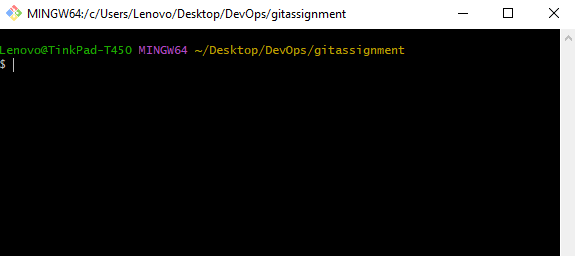 MINGW64:/c/Users/Lenovo/Desktop/DevOps/gitassignment
Lenovo@TinkPad-T450 MINGW64 ~/Desktop/DevOps/gitassignment
$